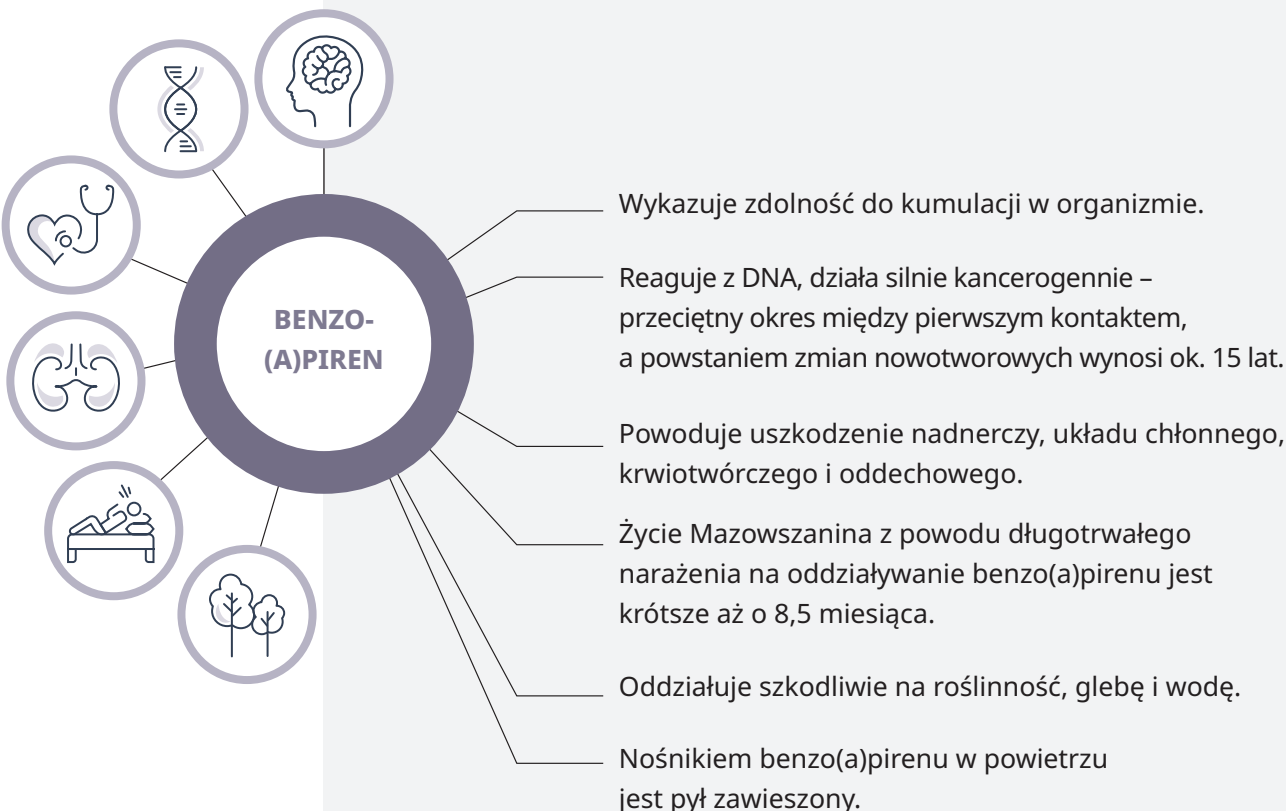 BENZO-
(A)PIREN
Wykazuje zdolność do kumulacji w organizmie.
Reaguje z DNA, działa silnie kancerogennie –
przeciętny okres między pierwszym kontaktem,
a powstaniem zmian nowotworowych wynosi ok. 15 lat.
Powoduje uszkodzenie nadnerczy, układu chłonnego,
krwiotwórczego i oddechowego.
Życie Mazowszanina z powodu długotrwałego
narażenia na oddziaływanie benzo(a)pirenu jest
krótsze aż o 8,5 miesiąca.
Oddziałuje szkodliwie na roślinność, glebę i wodę.
Nośnikiem benzo(a)pirenu w powietrzu
jest pył zawieszony.